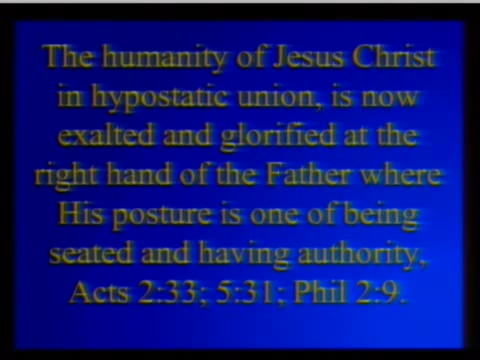 The humanity of Jesus Christ
in hypostatic union, is now
exalted and glorified at the
right hand of the Father where
His posture is one of being
seated and having authority,
Acts 2:33; 5:31; Phil 2:9.